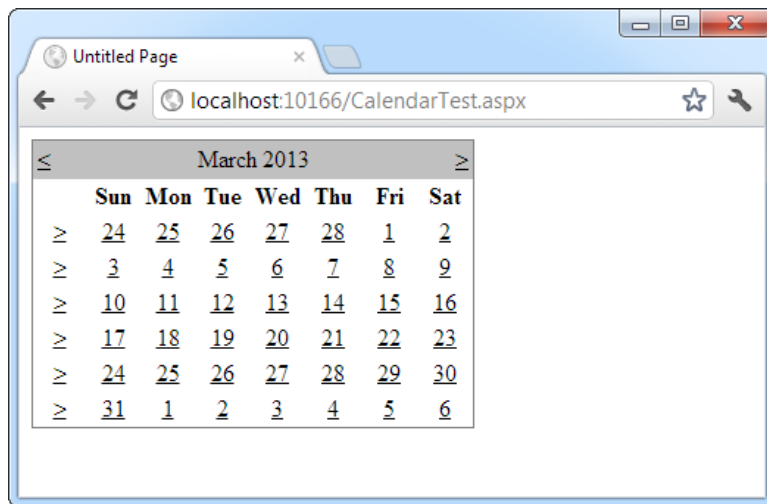 Untitled Page
localhost:10166/CalendarTest.aspx
< March 2013 >
Sun Mon Tue Wed Thu Fri Sat
> 24 25 26 27 28 1 2
> 3 4 5 6 7 8 9
> 10 11 12 13 14 15 16
> 17 18 19 20 21 22 23
> 24 25 26 27 28 29 30
> 31 1 2 3 4 5 6